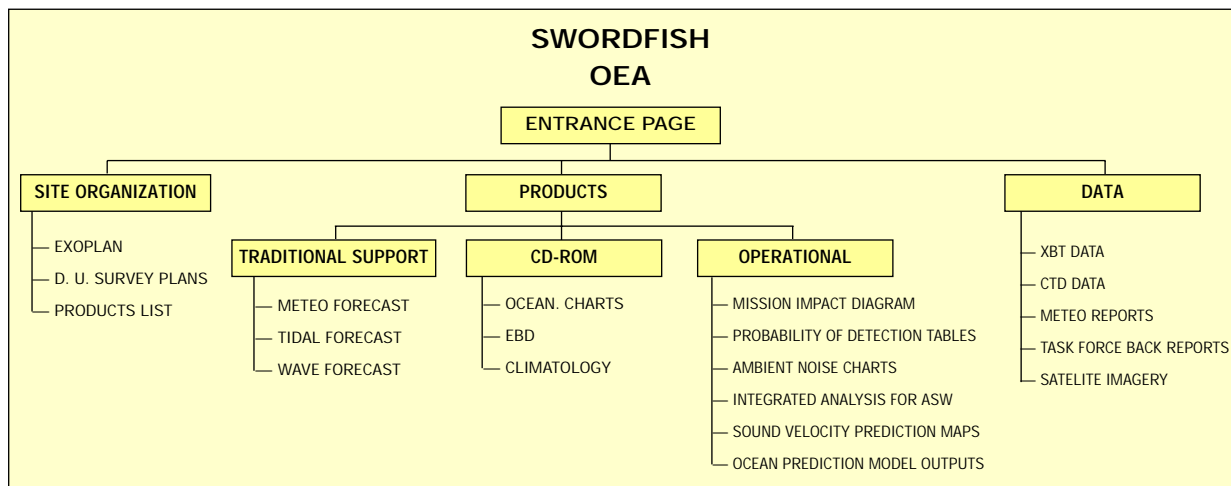 SWORDFISH
OEA
ENTRANCE PAGE
SITE ORGANIZATION
EXOPLAN
D. U. SURVEY PLANS
PRODUCTS LIST
PRODUCTS
TRADITIONAL SUPPORT
METEO FORECAST
TIDAL FORECAST
WAVE FORECAST
CD-ROM
OCEAN. CHARTS
EBD
CLIMATOLOGY
OPERATIONAL
MISSION IMPACT DIAGRAM
PROBABILITY OF DETECTION TABLES
AMBIENT NOISE CHARTS
INTEGRATED ANALYSIS FOR ASW
SOUND VELOCITY PREDICTION MAPS
OCEAN PREDICTION MODEL OUTPUTS
DATA
XBT DATA
CTD DATA
METEO REPORTS
TASK FORCE BACK REPORTS
SATELITE IMAGERY